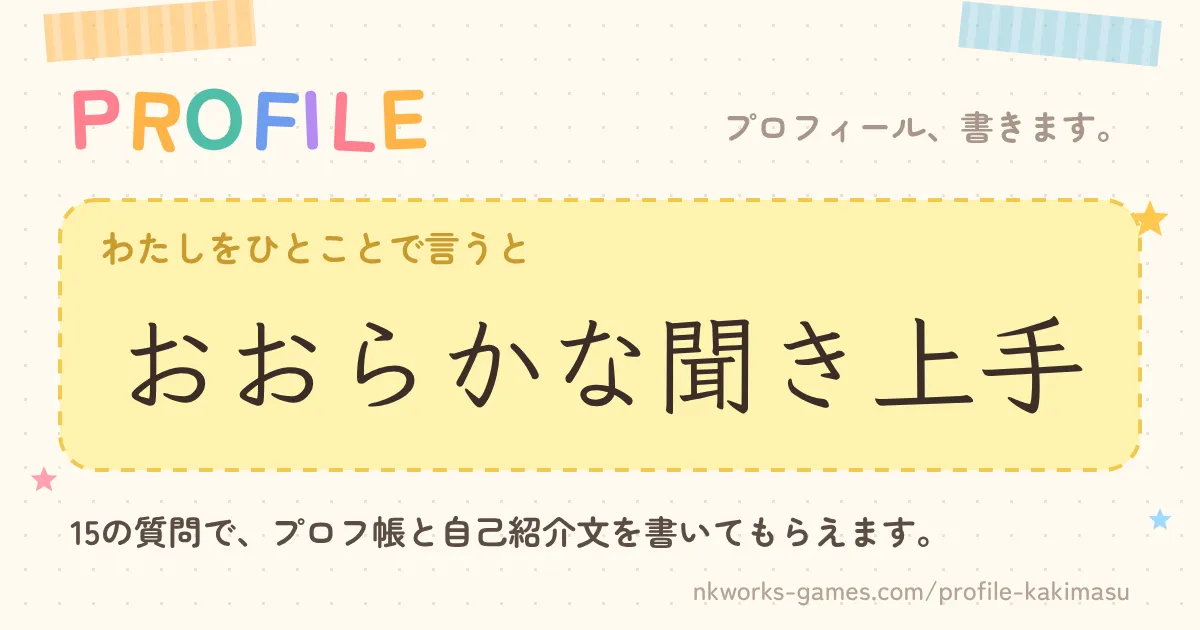 PROFILE
プロフィール、書きます。
わたしをひとことで言うと
おおらかな聞き上手
15の質問で、プロフ帳と自己紹介文を書いてもらえます。
nkworks-games.com/profile-kakimasu